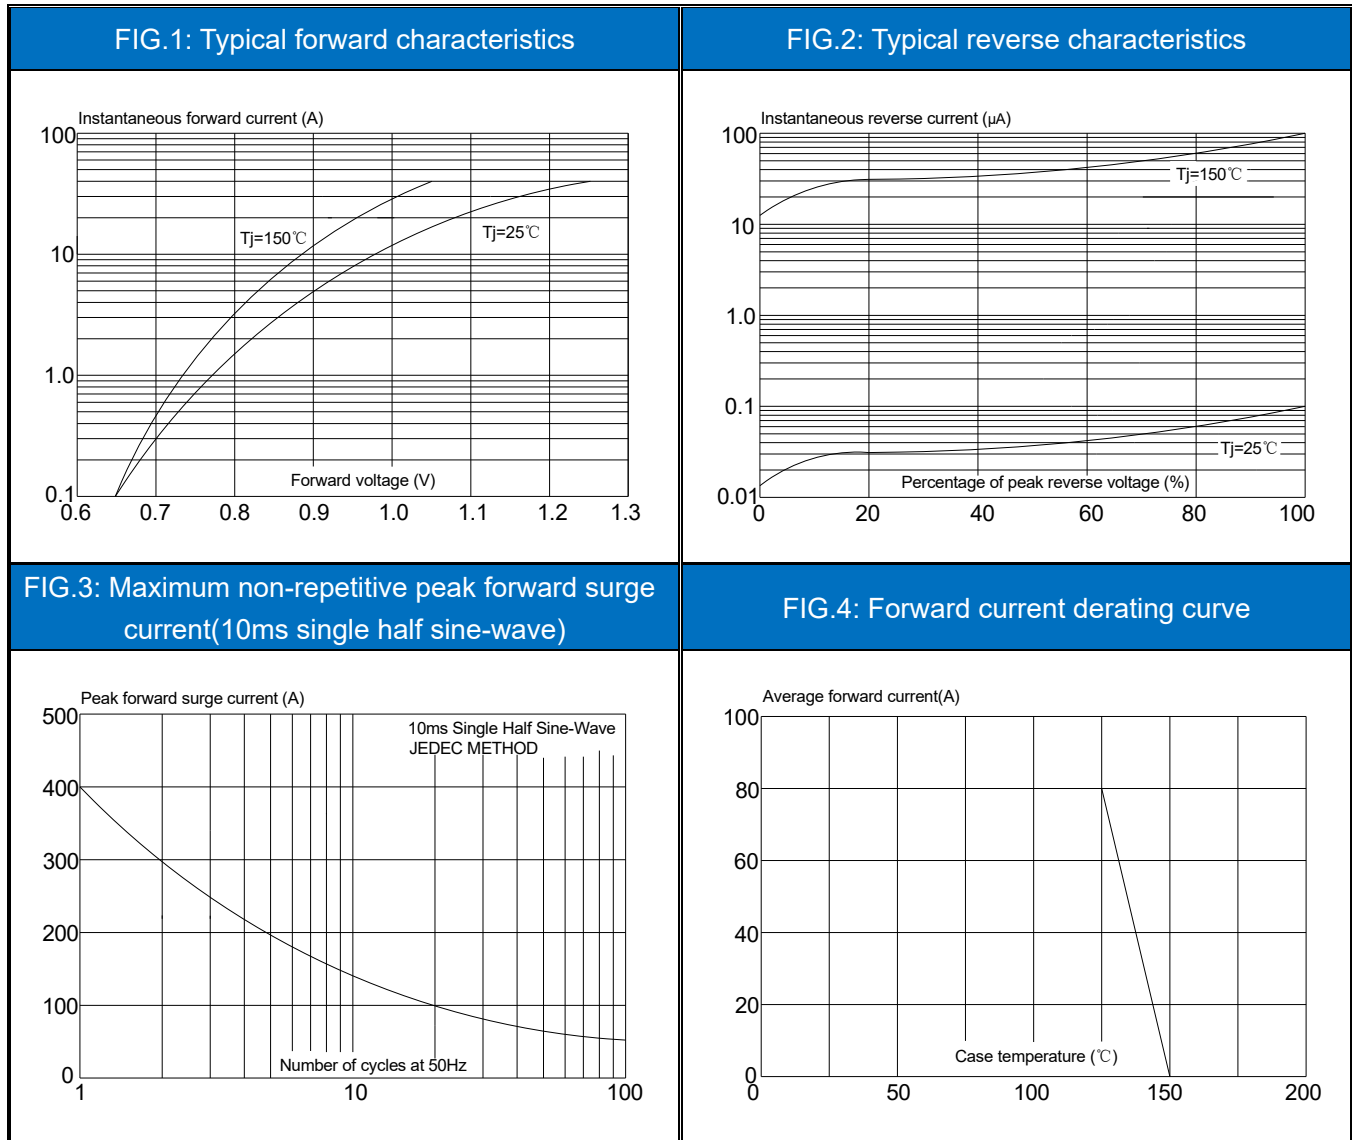 FIG.1: Typical forward characteristics
Instantaneous forward current (A)
100
10
1.0
0.1
Tj=150℃
Tj=25℃
Forward voltage (V)
0.6 0.7 0.8 0.9 1.0 1.1 1.2 1.3
FIG.2: Typical reverse characteristics
Instantaneous reverse current (μA)
100
10
1.0
0.1
0.01
Tj=150℃
Tj=25℃
Percentage of peak reverse voltage (%)
0 20 40 60 80 100
FIG.3: Maximum non-repetitive peak forward surge
current(10ms single half sine-wave)
Peak forward surge current (A)
500
400
300
200
100
0
10ms Single Half Sine-Wave
JEDEC METHOD
Number of cycles at 50Hz
1 10 100
FIG.4: Forward current derating curve
Average forward current(A)
100
80
60
40
20
0
Case temperature (℃)
0 50 100 150 200